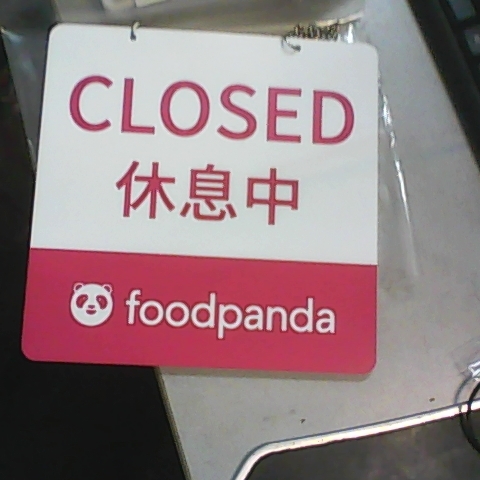 CLOSED
休息中
foodpanda